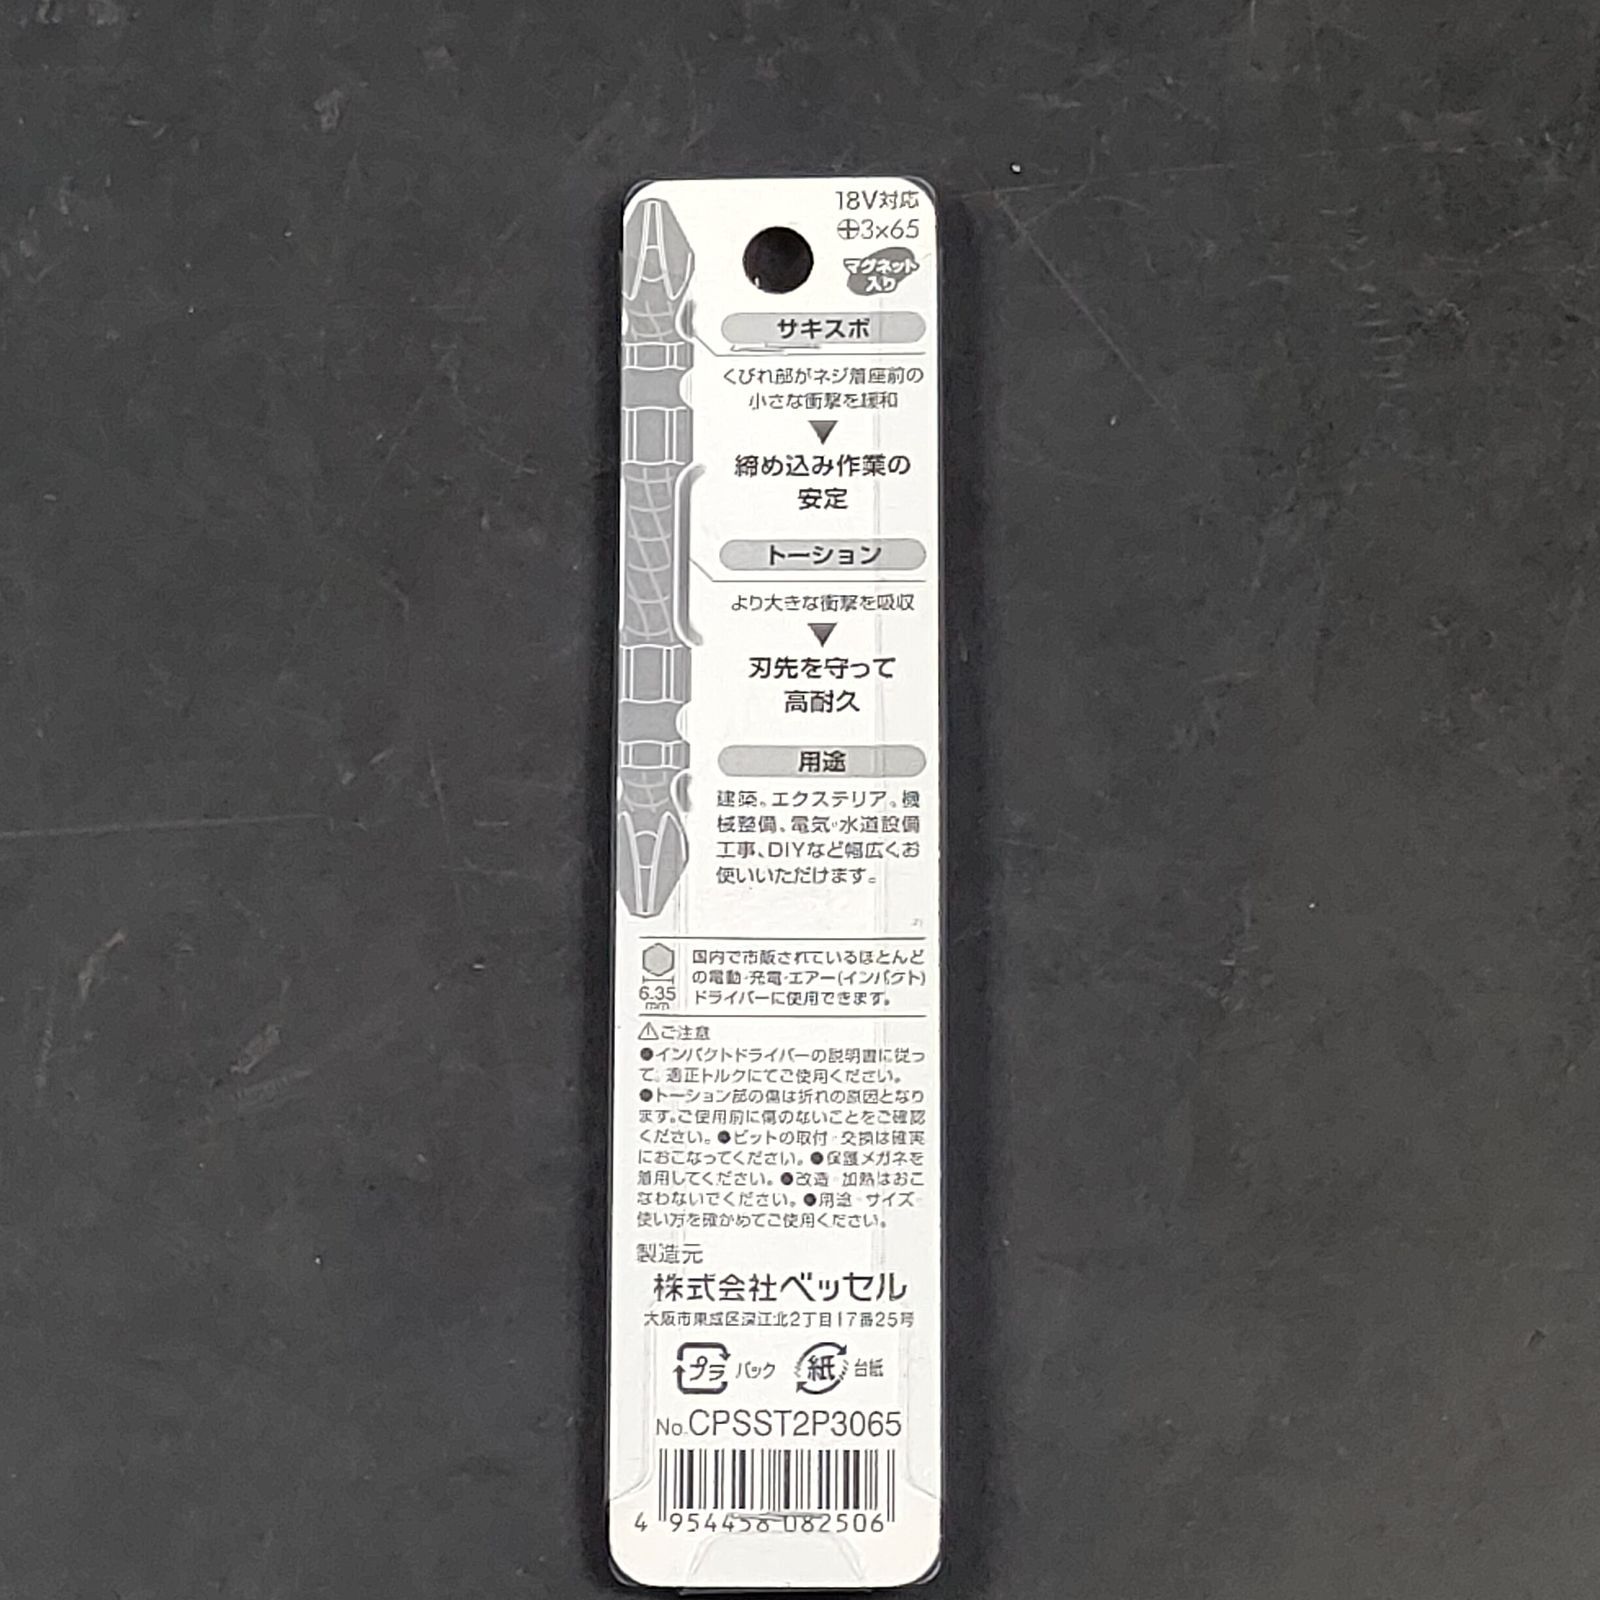 18V対応
⊕3×65
マグネット
入り
サキスボ
くびれ部がネジ着座前の
小さな衝撃を緩和
▼
締め込み作業の
安定
トーション
より大きな衝撃を吸収
▼
刃先を守って
高耐久
用途
建築。エクステリア。機
械整備、電気・水道設備
工事、DIYなど幅広くお
使いいただけます。
6.35
mm
国内で市販されているほとんど
の電動・充電・エアー(インパクト)
ドライバーに使用できます。
⚠ご注意
●インパクトドライバーの説明書に従っ
て、適正トルクにてご使用ください。
●トーション部の傷は折れの原因となり
ます。ご使用前に傷のないことをご確認
ください。●ビットの取付・交換は確実
におこなってください。●保護メガネを
着用してください。●改造・加熱はおこ
なわないでください。●用途・サイズ・
使い方を確かめてご使用ください。
製造元
株式会社ベッセル
大阪市東成区深江北2丁目17番25号
プラ パック 紙 台紙
No.CPSST2P3065
4 954458 082506